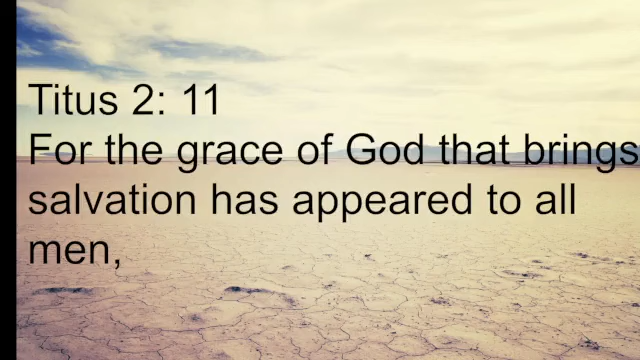 Titus 2: 11
For the grace of God that brings
salvation has appeared to all
men,